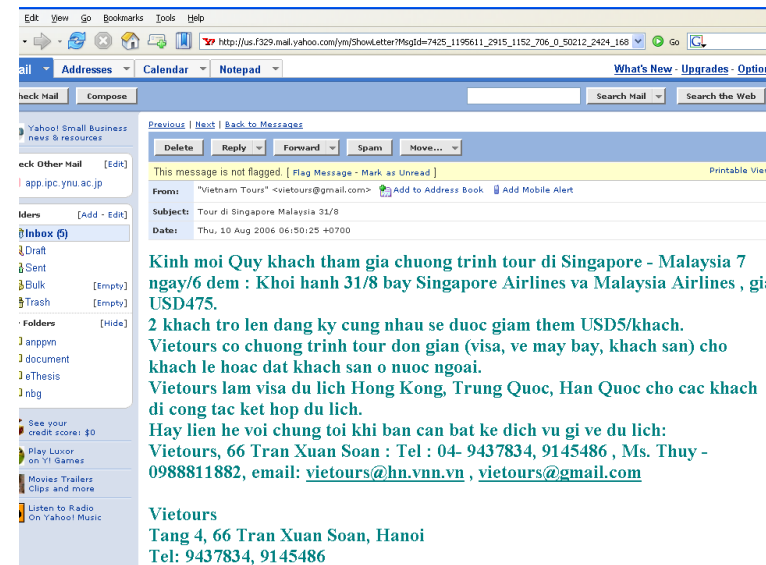 Edit View Go Bookmarks Tools Help
http://us.f329.mail.yahoo.com/ym/ShowLetter?MsgId=7425_1195611_2915_1152_706_0_50212_2424_168 Go
Addresses Calendar Notepad What's New - Upgrades -
Compose Search Mail Search the Web
Previous | Next | Back to Messages
Yahoo! Small Business
news & resources
Delete Reply Forward Spam Move...
Other Mail [Edit]
This message is not flagged. [ Flag Message - Mark as Unread ] Printable
app.ipc.ynu.ac.jp
From: "Vietnam Tours" <vietours@gmail.com> Add to Address Book Add Mobile Alert
[Add - Edit]
Subject: Tour di Singapore Malaysia 31/8
Inbox (5)
Date: Thu, 10 Aug 2006 06:50:25 +0700
Draft
Sent
Bulk [Empty]
Trash [Empty]
Folders [Hide]
anppvn
document
eThesis
nbg
See your
credit score: $0
Play Luxor
on Y! Games
Movies Trailers
Clips and more
Listen to Radio
On Yahoo! Music
Kinh moi Quy khach tham gia chuong trinh tour di Singapore - Malaysia 7
ngay/6 dem : Khoi hanh 31/8 bay Singapore Airlines va Malaysia Airlines , gia
USD475.
2 khach tro len dang ky cung nhau se duoc giam them USD5/khach.
Vietours co chuong trinh tour don gian (visa, ve may bay, khach san) cho
khach le hoac dat khach san o nuoc ngoai.
Vietours lam visa du lich Hong Kong, Trung Quoc, Han Quoc cho cac khach
di cong tac ket hop du lich.
Hay lien he voi chung toi khi ban can bat ke dich vu gi ve du lich:
Vietours, 66 Tran Xuan Soan : Tel : 04- 9437834, 9145486 , Ms. Thuy -
0988811882, email: vietours@hn.vnn.vn , vietours@gmail.com
Vietours
Tang 4, 66 Tran Xuan Soan, Hanoi
Tel: 9437834, 9145486